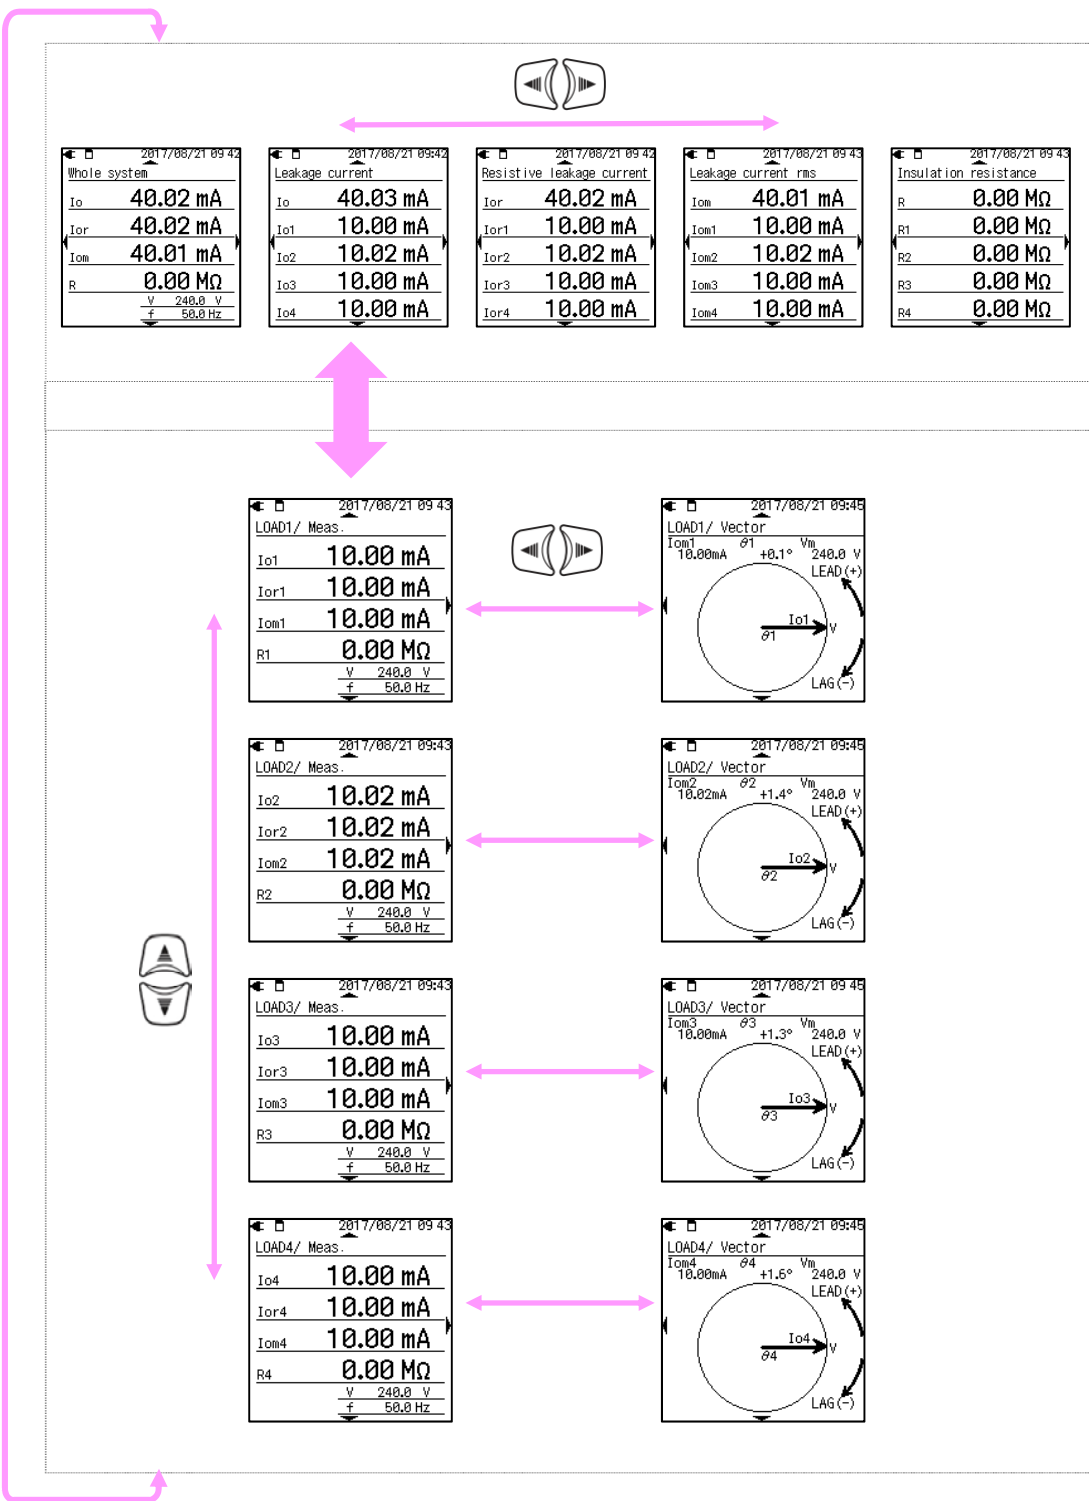 2017/08/21 09 42
Whole system
Io 40.02 mA
Ior 40.02 mA
Iom 40.01 mA
R 0.00 MΩ
V 240.0 V
f 50.0 Hz
2017/08/21 09:42
Leakage current
Io 40.03 mA
Io1 10.00 mA
Io2 10.02 mA
Io3 10.00 mA
Io4 10.00 mA
2017/08/21 09 42
Resistive leakage current
Ior 40.02 mA
Ior1 10.00 mA
Ior2 10.02 mA
Ior3 10.00 mA
Ior4 10.00 mA
2017/08/21 09 43
Leakage current rms
Iom 40.01 mA
Iom1 10.00 mA
Iom2 10.02 mA
Iom3 10.00 mA
Iom4 10.00 mA
2017/08/21 09 43
Insulation resistance
R 0.00 MΩ
R1 0.00 MΩ
R2 0.00 MΩ
R3 0.00 MΩ
R4 0.00 MΩ
2017/08/21 09 43
LOAD1/ Meas.
Io1 10.00 mA
Ior1 10.00 mA
Iom1 10.00 mA
R1 0.00 MΩ
V 240.0 V
f 50.0 Hz
2017/08/21 09:45
LOAD1/ Vector
Iom1 θ1 Vm
10.00mA +0.1° 240.0 V
LEAD(+)
Io1
V
θ1
LAG(-)
2017/08/21 09:43
LOAD2/ Meas.
Io2 10.02 mA
Ior2 10.02 mA
Iom2 10.02 mA
R2 0.00 MΩ
V 240.0 V
f 50.0 Hz
2017/08/21 09:45
LOAD2/ Vector
Iom2 θ2 Vm
10.02mA +1.4° 240.0 V
LEAD(+)
Io2
V
θ2
LAG(-)
2017/08/21 09:43
LOAD3/ Meas.
Io3 10.00 mA
Ior3 10.00 mA
Iom3 10.00 mA
R3 0.00 MΩ
V 240.0 V
f 50.0 Hz
2017/08/21 09 45
LOAD3/ Vector
Iom3 θ3 Vm
10.00mA +1.3° 240.0 V
LEAD(+)
Io3
V
θ3
LAG(-)
2017/08/21 09 43
LOAD4/ Meas.
Io4 10.00 mA
Ior4 10.00 mA
Iom4 10.00 mA
R4 0.00 MΩ
V 240.0 V
f 50.0 Hz
2017/08/21 09:45
LOAD4/ Vector
Iom4 θ4 Vm
10.00mA +1.6° 240.0 V
LEAD(+)
Io4
V
θ4
LAG(-)